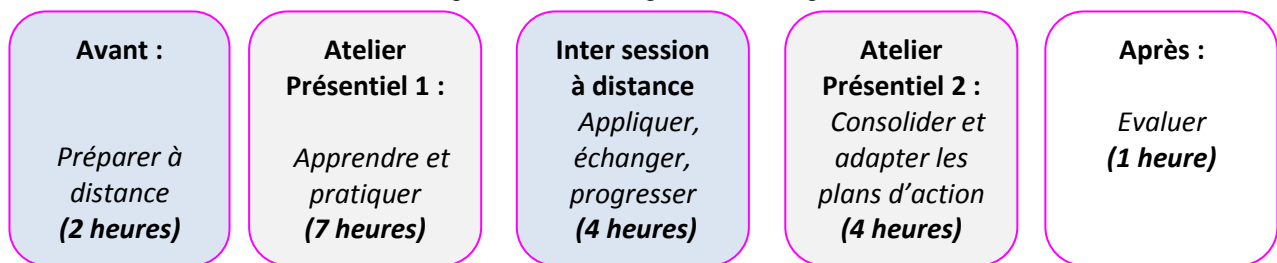 Avant :
Préparer à
distance
(2 heures)
Atelier
Présentiel 1 :
Apprendre et
pratiquer
(7 heures)
Inter session
à distance
Appliquer,
échanger,
progresser
(4 heures)
Atelier
Présentiel 2 :
Consolider et
adapter les
plans d’action
(4 heures)
Après :
Evaluer
(1 heure)